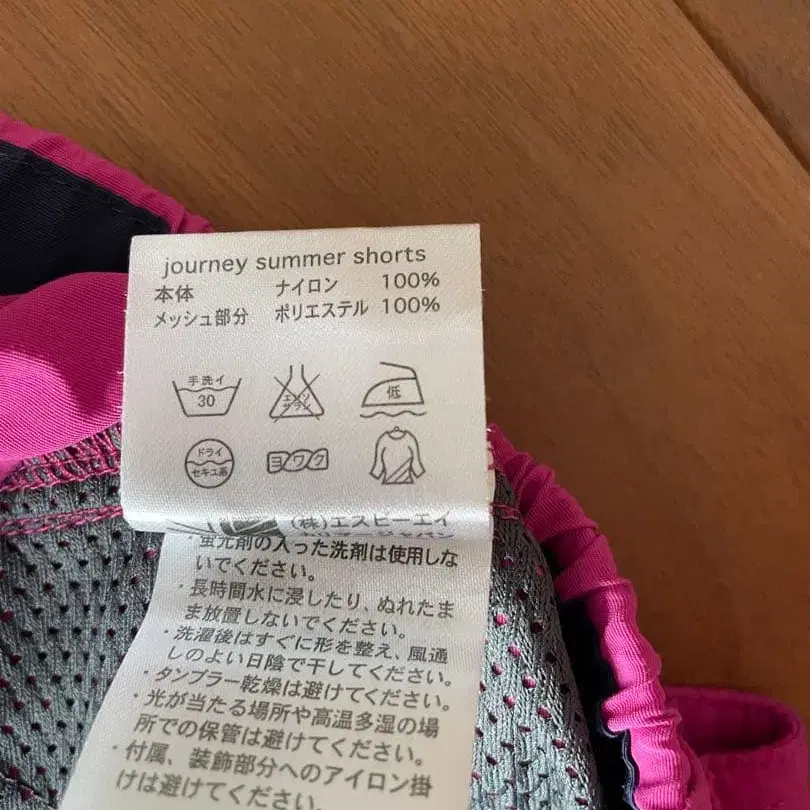 journey summer shorts
本体 ナイロン 100%
メッシュ部分 ポリエステル 100%
手洗イ
30
エンソ
サラシ
低
ドライ
セキユ系
ヨワク
(株)エスピーエイ
・蛍光剤の入った洗剤は使用しな
いでください。
・長時間水に浸したり、ぬれたまま
放置しないでください。
・洗濯後はすぐに形を整え、風通
しのよい日陰で干してください。
・タンブラー乾燥は避けてください。
・光が当たる場所や高温多湿の場
所での保管は避けてください。
・付属、装飾部分へのアイロン掛
けは避けてください。